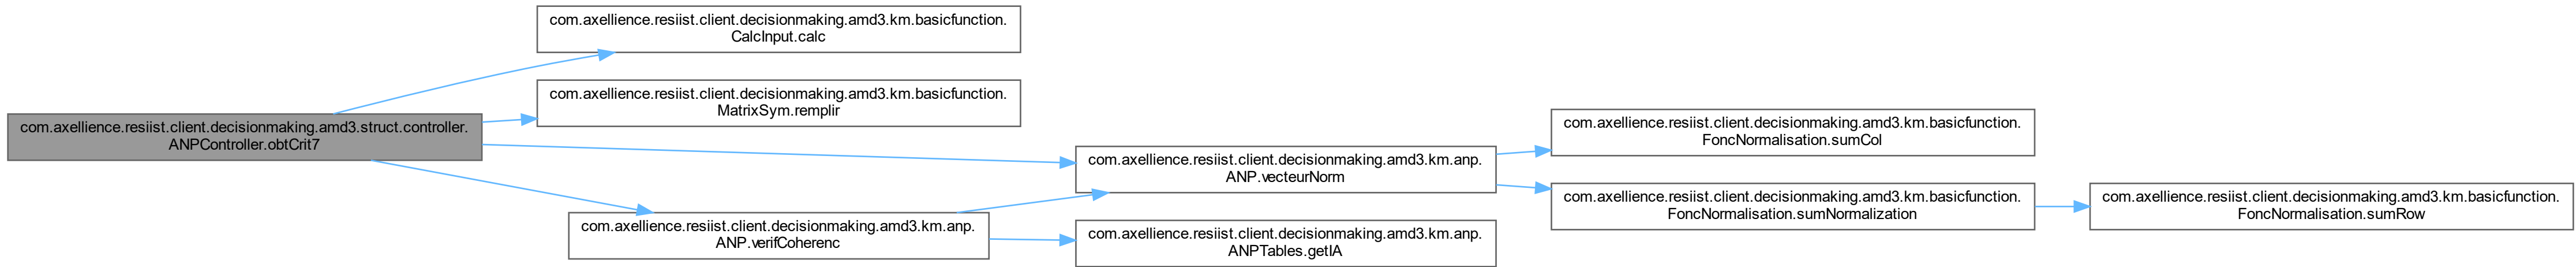 com.axellience.resiist.client.decisionmaking.amd3.struct.controller.
ANPController.obtCrit7
com.axellience.resiist.client.decisionmaking.amd3.km.basicfunction.
CalcInput.calc
com.axellience.resiist.client.decisionmaking.amd3.km.basicfunction.
MatrixSym.remplir
com.axellience.resiist.client.decisionmaking.amd3.km.anp.
ANP.verifCoherenc
com.axellience.resiist.client.decisionmaking.amd3.km.anp.
ANP.vecteurNorm
com.axellience.resiist.client.decisionmaking.amd3.km.anp.
ANPTables.getIA
com.axellience.resiist.client.decisionmaking.amd3.km.basicfunction.
FoncNormalisation.sumCol
com.axellience.resiist.client.decisionmaking.amd3.km.basicfunction.
FoncNormalisation.sumNormalization
com.axellience.resiist.client.decisionmaking.amd3.km.basicfunction.
FoncNormalisation.sumRow